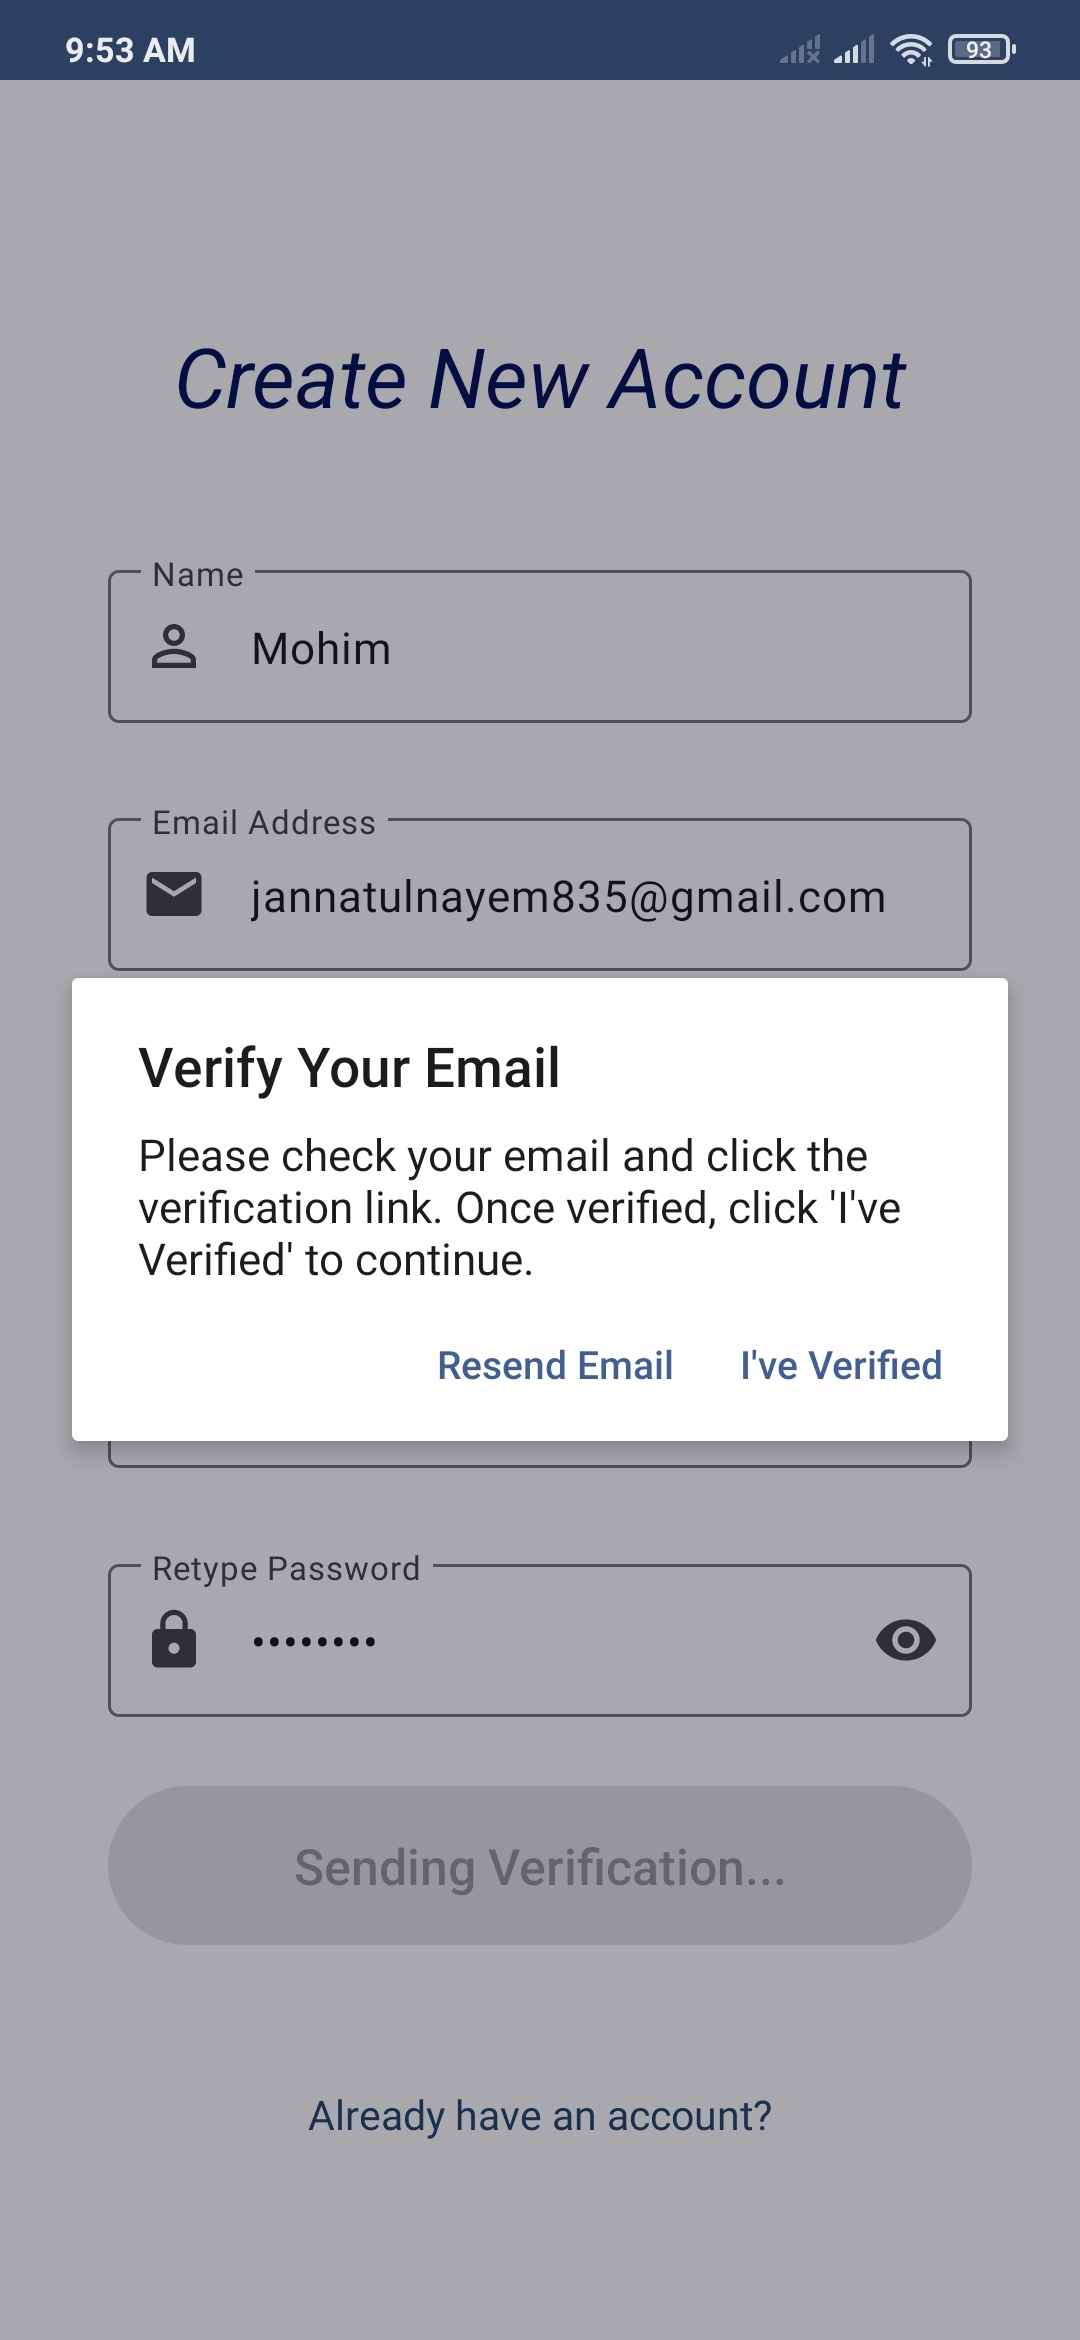 9:53 AM
93
Create New Account
Name
Mohim
Email Address
jannatulnayem835@gmail.com
Verify Your Email
Please check your email and click the
verification link. Once verified, click 'I've
Verified' to continue.
Resend Email
I've Verified
Retype Password
••••••••
Sending Verification...
Already have an account?